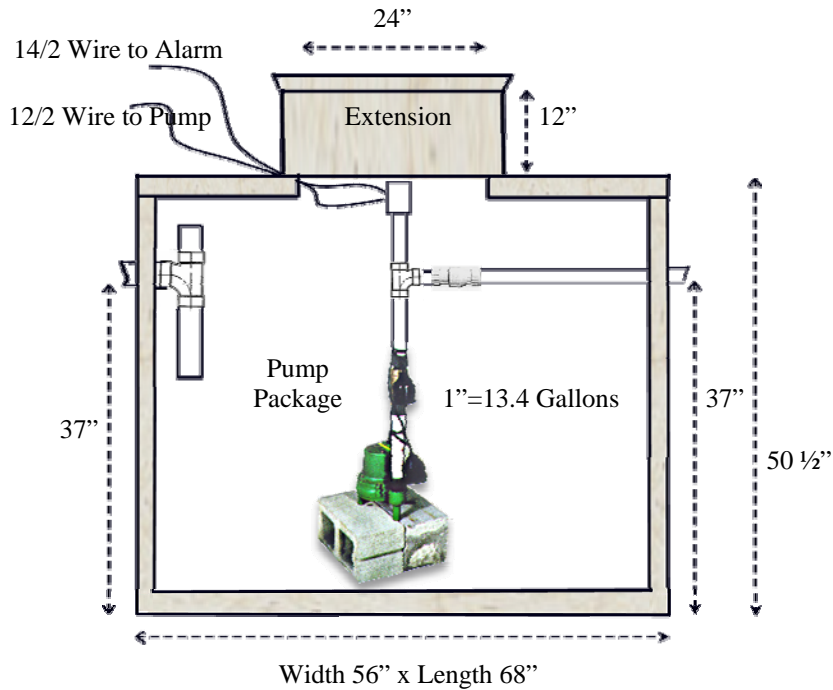 24”
14/2 Wire to Alarm
12/2 Wire to Pump
Extension
12”
Pump
Package
1”=13.4 Gallons
37”
37”
50 ½”
Width 56” x Length 68”